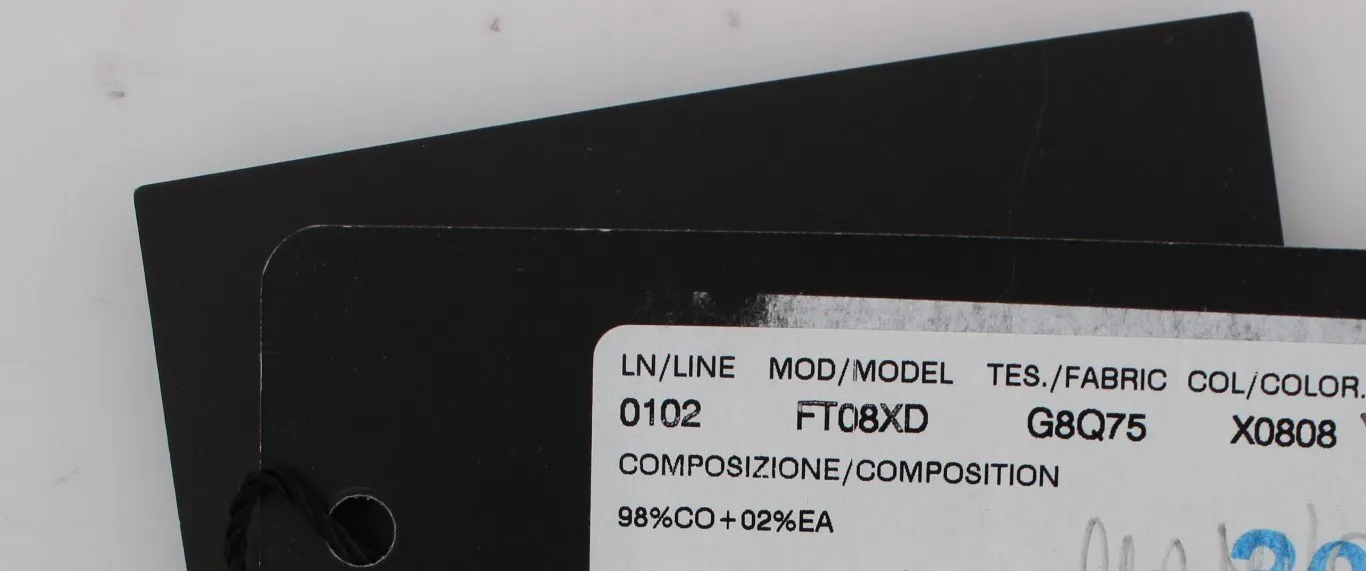 LN/LINE MOD/MODEL TES./FABRIC COL/COLOR.
0102 FT08XD G8Q75 X0808
COMPOSIZIONE/COMPOSITION
98%CO+02%EA